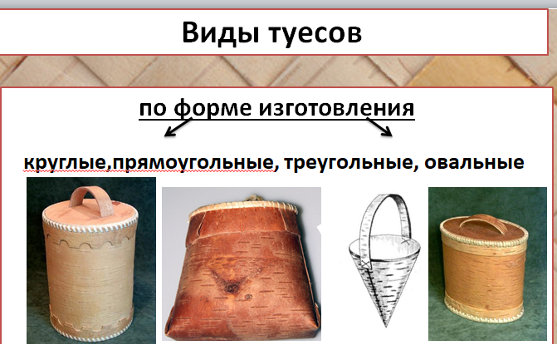 Виды туесов
по форме изготовления
круглые,прямоугольные, треугольные, овальные